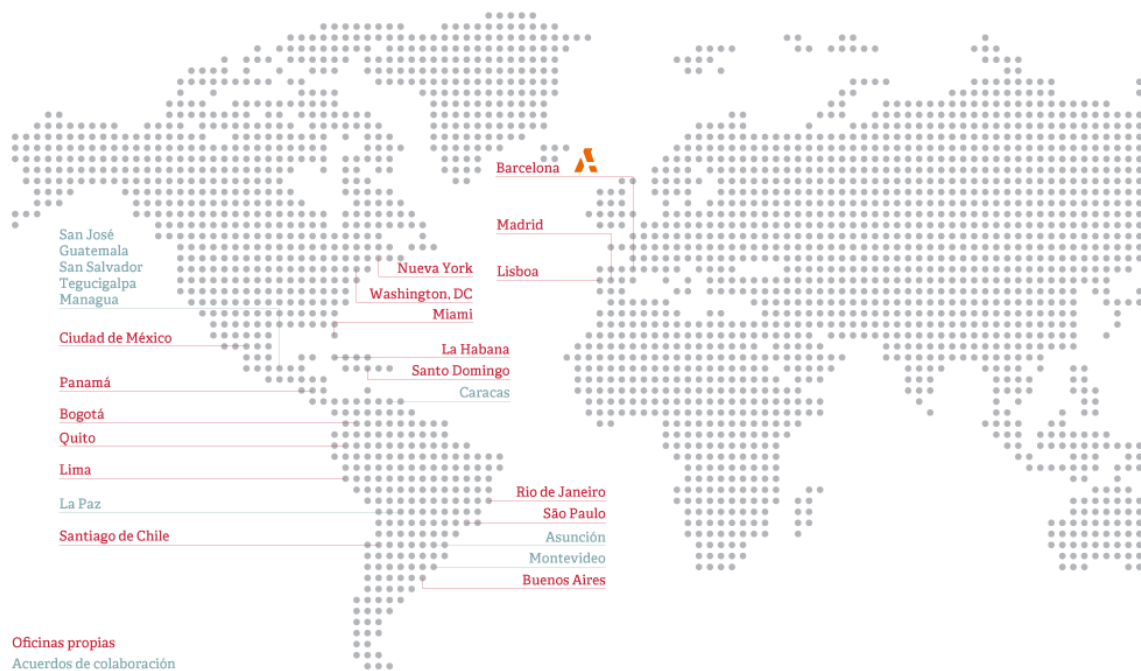 Barcelona
Madrid
Lisboa
San José
Guatemala
San Salvador
Tegucigalpa
Managua
Ciudad de México
Panamá
Bogotá
Quito
Lima
La Paz
Santiago de Chile
Nueva York
Washington, DC
Miami
La Habana
Santo Domingo
Caracas
Rio de Janeiro
São Paulo
Asunción
Montevideo
Buenos Aires
Oficinas propias
Acuerdos de colaboración